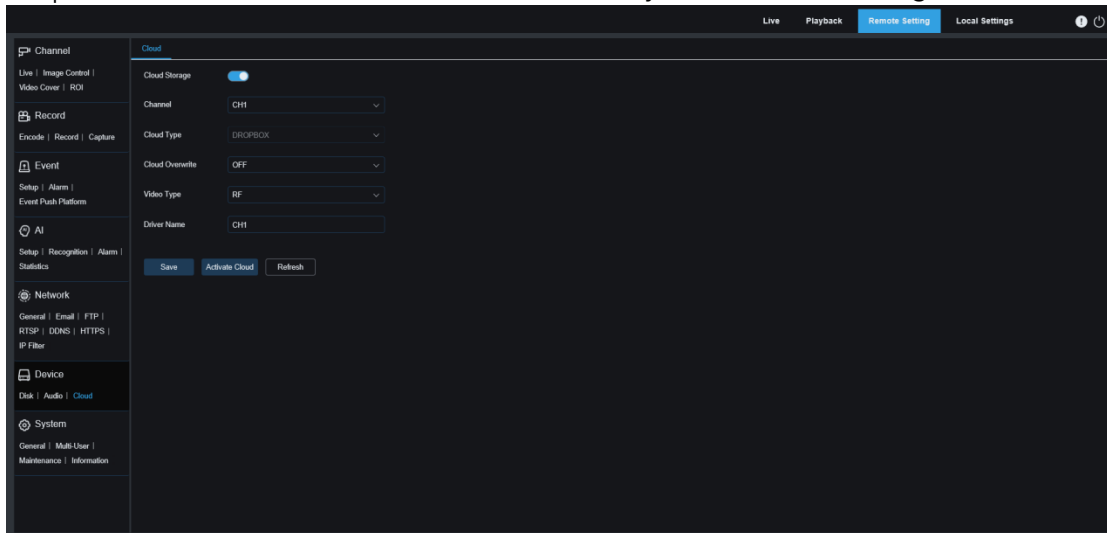 Live Playback Remote Setting Local Settings
Channel
Live | Image Control |
Video Cover | ROI
Record
Encode | Record | Capture
Event
Setup | Alarm |
Event Push Platform
AI
Setup | Recognition | Alarm |
Statistics
Network
General | Email | FTP |
RTSP | DDNS | HTTPS |
IP Filter
Device
Disk | Audio | Cloud
System
General | Multi-User |
Maintenance | Information
Cloud
Cloud Storage
Channel CH1
Cloud Type DROPBOX
Cloud Overwrite OFF
Video Type RF
Driver Name CH1
Save Activate Cloud Refresh